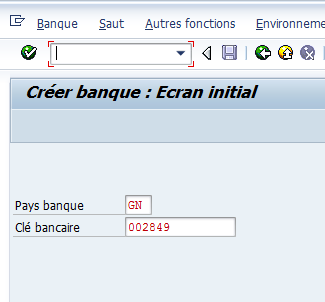 Banque Saut Autres fonctions Environneme
Créer banque : Ecran initial
Pays banque GN
Clé bancaire 002849